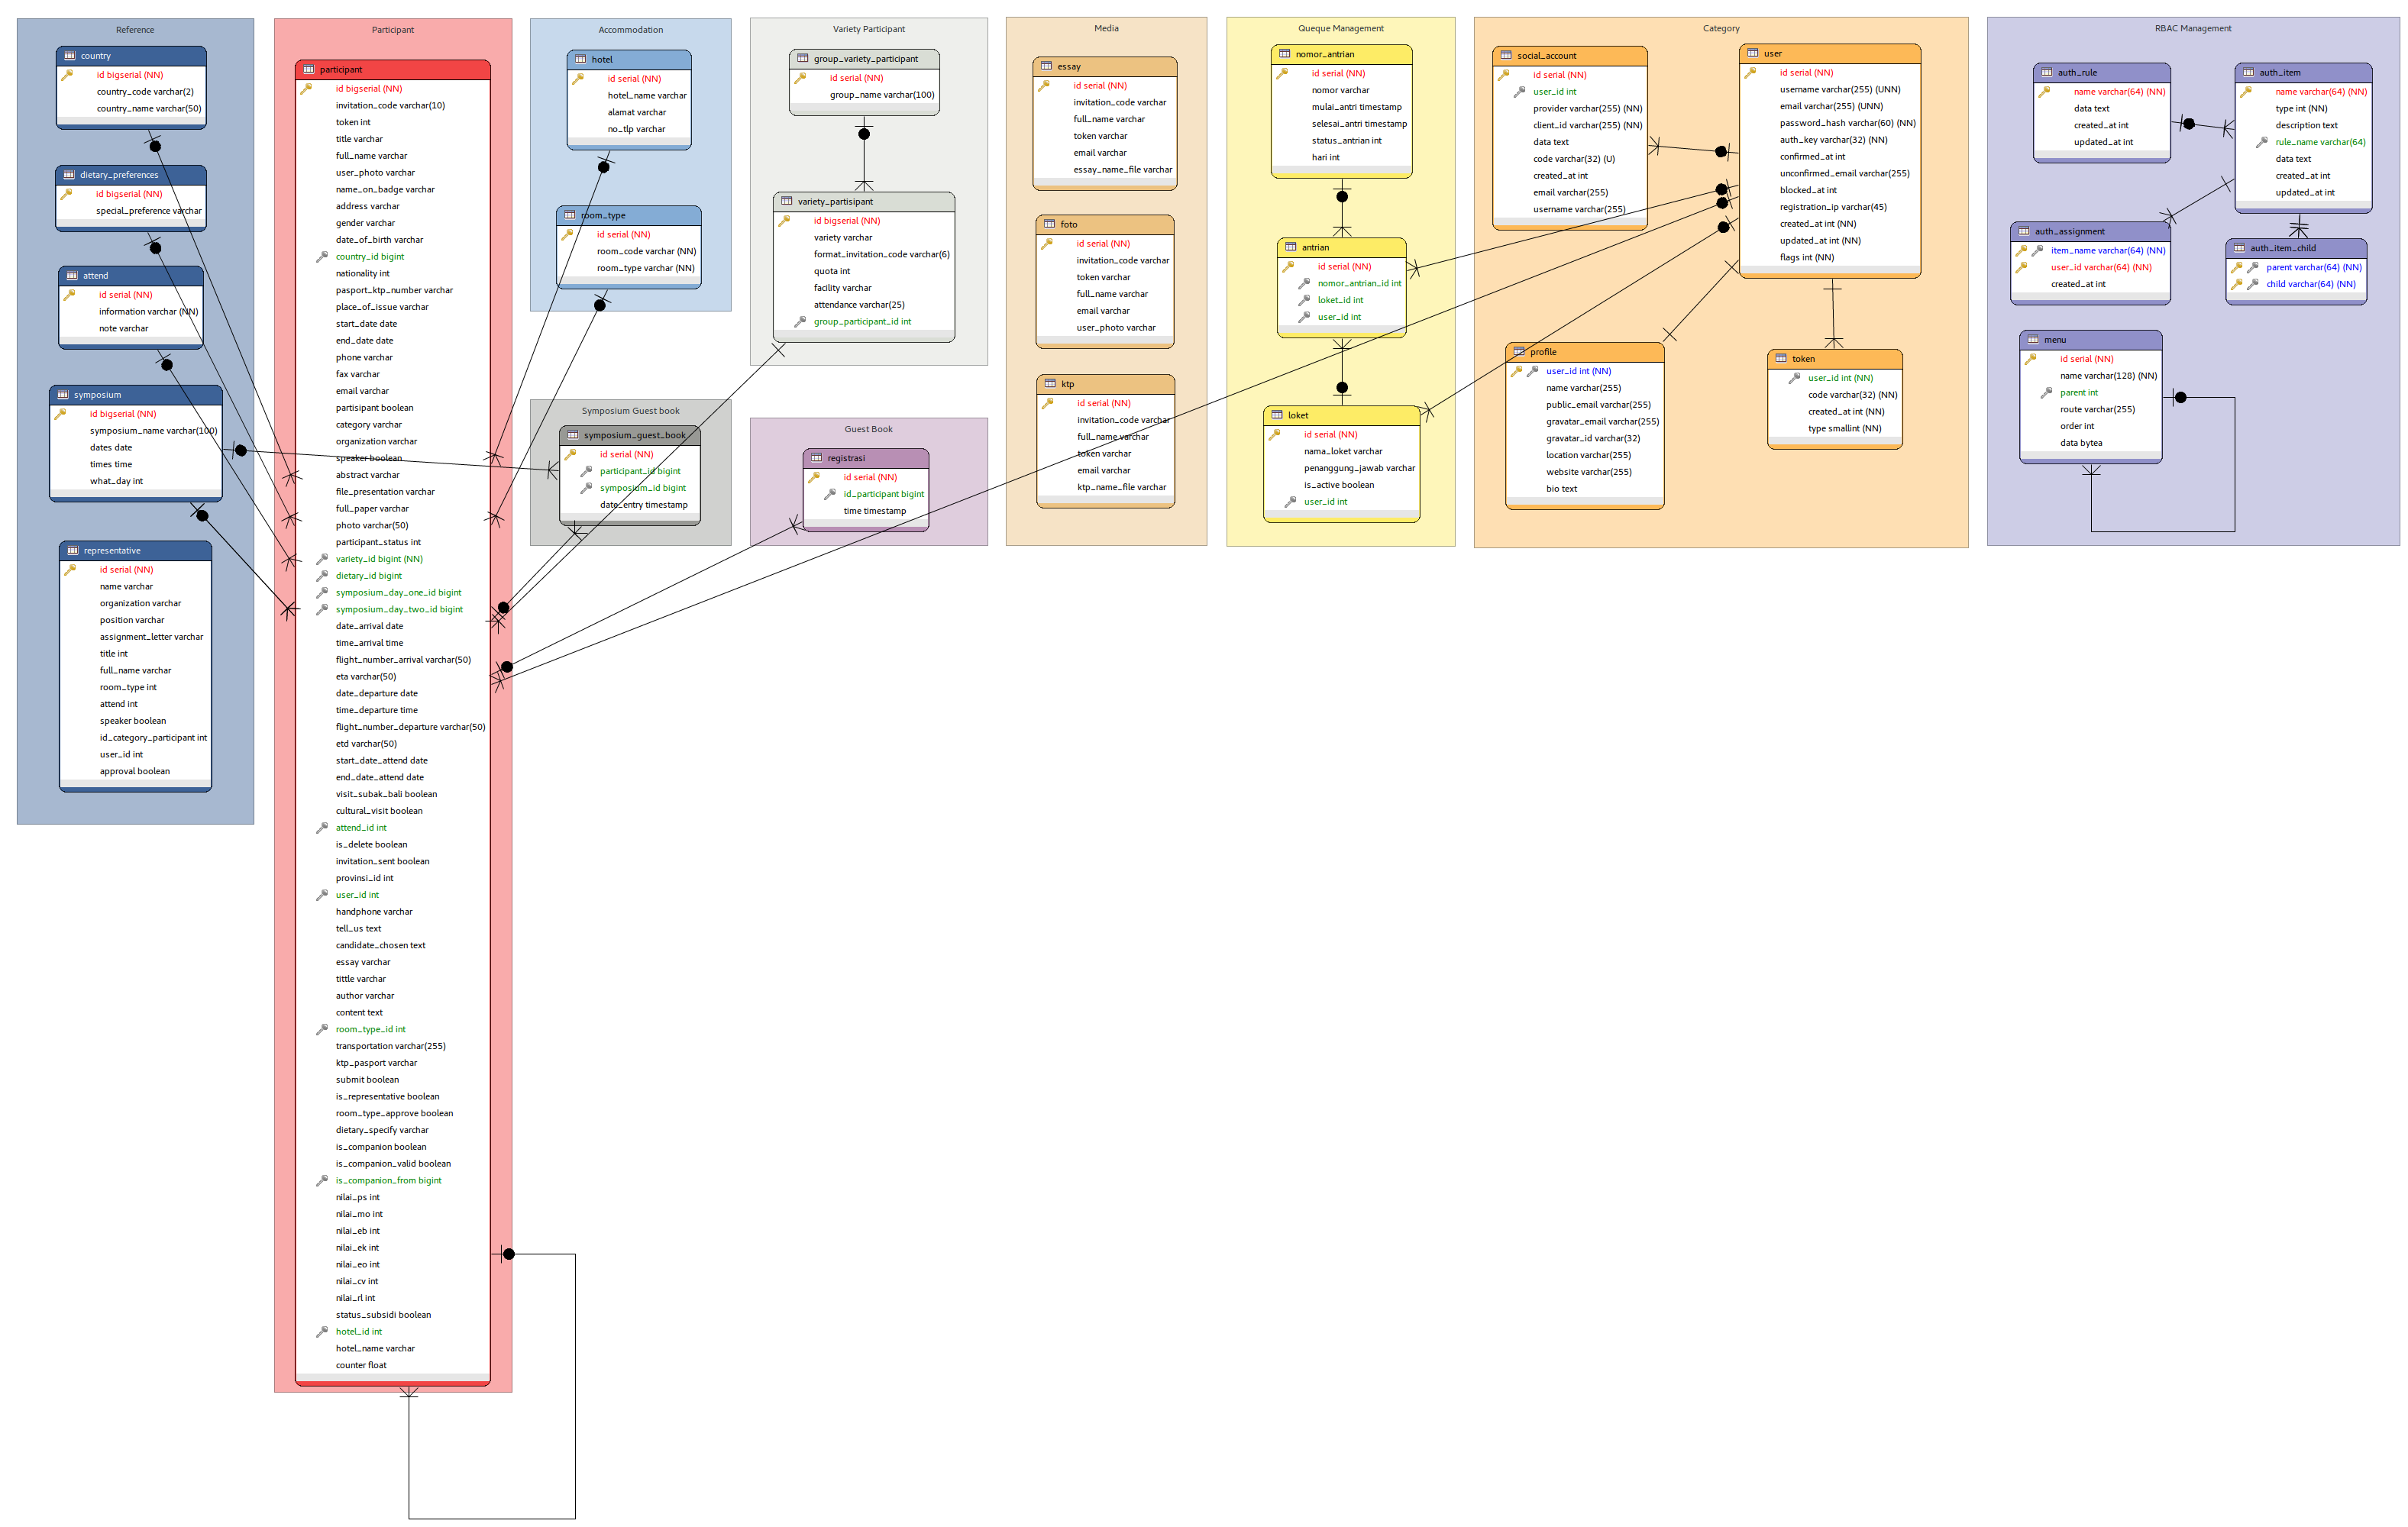 Reference
country
id bigserial (NN)
country_code varchar(2)
country_name varchar(50)
dietary_preferences
id bigserial (NN)
special_preference varchar
attend
id serial (NN)
information varchar (NN)
note varchar
symposium
id bigserial (NN)
symposium_name varchar(100)
dates date
times time
what_day int
representative
id serial (NN)
name varchar
organization varchar
position varchar
assignment_letter varchar
title int
full_name varchar
room_type int
attend int
speaker boolean
id_category_participant int
user_id int
approval boolean
Participant
participant
id bigserial (NN)
invitation_code varchar(10)
token int
title varchar
full_name varchar
user_photo varchar
name_on_badge varchar
address varchar
gender varchar
date_of_birth varchar
country_id bigint
nationality int
pasport_ktp_number varchar
place_of_issue varchar
start_date date
end_date date
phone varchar
fax varchar
email varchar
partisipant boolean
category varchar
organization varchar
speaker boolean
abstract varchar
file_presentation varchar
full_paper varchar
photo varchar(50)
participant_status int
variety_id bigint (NN)
dietary_id bigint
symposium_day_one_id bigint
symposium_day_two_id bigint
date_arrival date
time_arrival time
flight_number_arrival varchar(50)
eta varchar(50)
date_departure date
time_departure time
flight_number_departure varchar(50)
etd varchar(50)
start_date_attend date
end_date_attend date
visit_subak_bali boolean
cultural_visit boolean
attend_id int
is_delete boolean
invitation_sent boolean
provinsi_id int
user_id int
handphone varchar
tell_us text
candidate_chosen text
essay varchar
tittle varchar
author varchar
content text
room_type_id int
transportation varchar(255)
ktp_pasport varchar
submit boolean
is_representative boolean
room_type_approve boolean
dietary_specify varchar
is_companion boolean
is_companion_valid boolean
is_companion_from bigint
nilai_ps int
nilai_mo int
nilai_eb int
nilai_ek int
nilai_eo int
nilai_cv int
nilai_rl int
status_subsidi boolean
hotel_id int
hotel_name varchar
counter float
Accommodation
hotel
id serial (NN)
hotel_name varchar
alamat varchar
no_tlp varchar
room_type
id serial (NN)
room_code varchar (NN)
room_type varchar (NN)
Symposium Guest book
symposium_guest_book
id serial (NN)
participant_id bigint
symposium_id bigint
date_entry timestamp
Variety Participant
group_variety_participant
id serial (NN)
group_name varchar(100)
variety_partisipant
id bigserial (NN)
variety varchar
format_invitation_code varchar(6)
quota int
facility varchar
attendance varchar(25)
group_participant_id int
Guest Book
registrasi
id serial (NN)
id_participant bigint
time timestamp
Media
essay
id serial (NN)
invitation_code varchar
full_name varchar
token varchar
email varchar
essay_name_file varchar
foto
id serial (NN)
invitation_code varchar
token varchar
full_name varchar
email varchar
user_photo varchar
ktp
id serial (NN)
invitation_code varchar
full_name varchar
token varchar
email varchar
ktp_name_file varchar
Queque Management
nomor_antrian
id serial (NN)
nomor varchar
mulai_antri timestamp
selesai_antri timestamp
status_antrian int
hari int
antrian
id serial (NN)
nomor_antrian_id int
loket_id int
user_id int
loket
id serial (NN)
nama_loket varchar
penanggung_jawab varchar
is_active boolean
user_id int
Category
social_account
id serial (NN)
user_id int
provider varchar(255) (NN)
client_id varchar(255) (NN)
data text
code varchar(32) (U)
created_at int
email varchar(255)
username varchar(255)
user
id serial (NN)
username varchar(255) (UNN)
email varchar(255) (UNN)
password_hash varchar(60) (NN)
auth_key varchar(32) (NN)
confirmed_at int
unconfirmed_email varchar(255)
blocked_at int
registration_ip varchar(45)
created_at int (NN)
updated_at int (NN)
flags int (NN)
profile
user_id int (NN)
name varchar(255)
public_email varchar(255)
gravatar_email varchar(255)
gravatar_id varchar(32)
location varchar(255)
website varchar(255)
bio text
token
user_id int (NN)
code varchar(32) (NN)
created_at int (NN)
type smallint (NN)
RBAC Management
auth_rule
name varchar(64) (NN)
data text
created_at int
updated_at int
auth_item
name varchar(64) (NN)
type int (NN)
description text
rule_name varchar(64)
data text
created_at int
updated_at int
auth_assignment
item_name varchar(64) (NN)
user_id varchar(64) (NN)
created_at int
auth_item_child
parent varchar(64) (NN)
child varchar(64) (NN)
menu
id serial (NN)
name varchar(128) (NN)
parent int
route varchar(255)
order int
data bytea